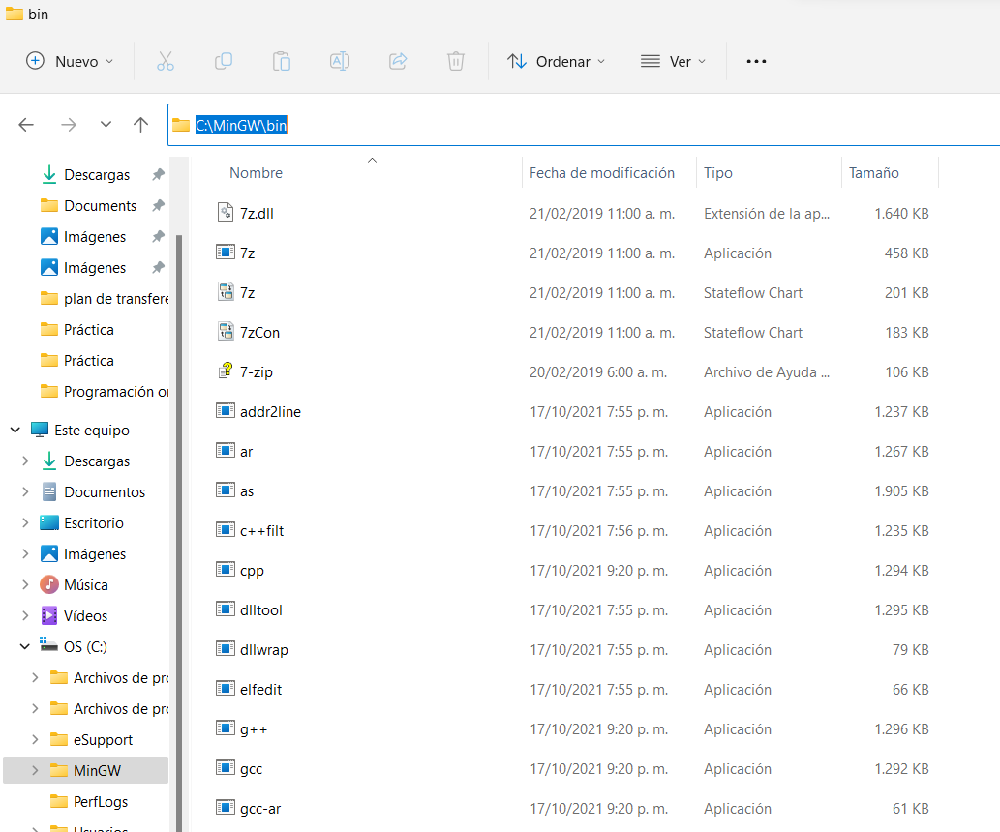 bin
Nuevo
Ordenar
Ver
C:\MinGW\bin
Descargas
Documents
Imágenes
Imágenes
plan de transfere
Práctica
Práctica
Programación o
Este equipo
Descargas
Documentos
Escritorio
Imágenes
Música
Vídeos
OS (C:)
Archivos de pro
Archivos de pro
eSupport
MinGW
PerfLogs
Usuarios
Nombre Fecha de modificación Tipo Tamaño
7z.dll 21/02/2019 11:00 a. m. Extensión de la ap... 1.640 KB
7z 21/02/2019 11:00 a. m. Aplicación 458 KB
7z 21/02/2019 11:00 a. m. Stateflow Chart 201 KB
7zCon 21/02/2019 11:00 a. m. Stateflow Chart 183 KB
7-zip 20/02/2019 6:00 a. m. Archivo de Ayuda ... 106 KB
addr2line 17/10/2021 7:55 p. m. Aplicación 1.237 KB
ar 17/10/2021 7:55 p. m. Aplicación 1.267 KB
as 17/10/2021 7:55 p. m. Aplicación 1.905 KB
c++filt 17/10/2021 7:56 p. m. Aplicación 1.235 KB
cpp 17/10/2021 9:20 p. m. Aplicación 1.294 KB
dlltool 17/10/2021 7:55 p. m. Aplicación 1.295 KB
dllwrap 17/10/2021 7:55 p. m. Aplicación 79 KB
elfedit 17/10/2021 7:55 p. m. Aplicación 66 KB
g++ 17/10/2021 9:20 p. m. Aplicación 1.296 KB
gcc 17/10/2021 9:20 p. m. Aplicación 1.292 KB
gcc-ar 17/10/2021 9:20 p. m. Aplicación 61 KB